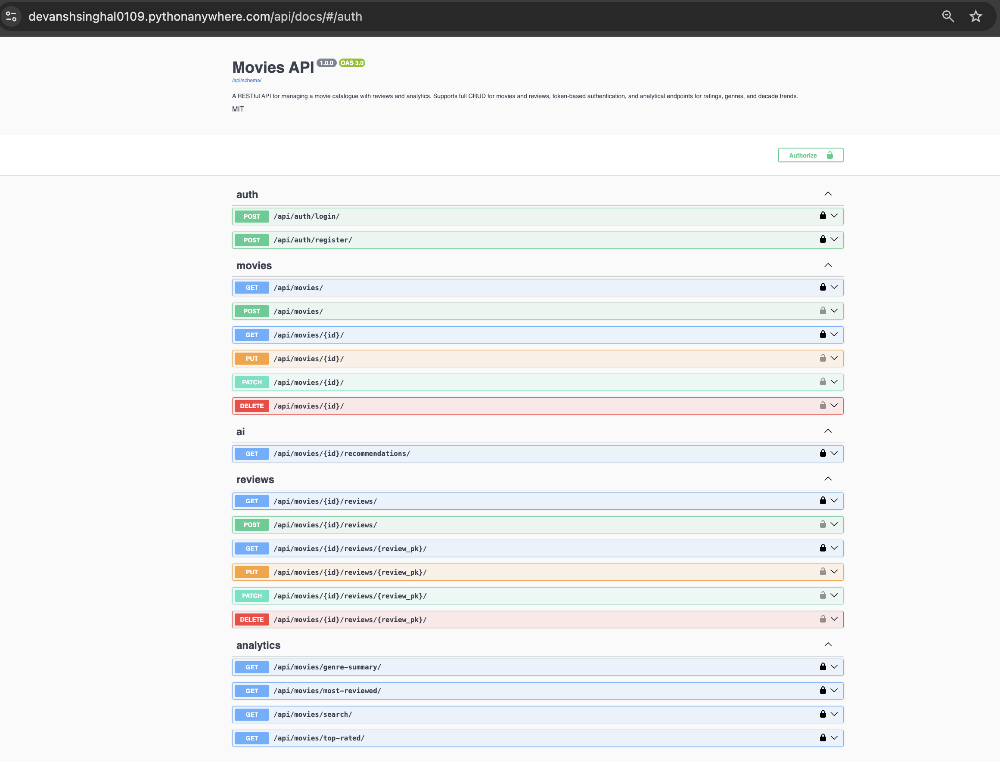 devanshsinghal0109.pythonanywhere.com/api/docs/#/auth
Movies API 1.0.0 OAS 3.0
/api/schema/
A RESTful API for managing a movie catalogue with reviews and analytics. Supports full CRUD for movies and reviews, token-based authentication, and analytical endpoints for ratings, genres, and decade trends.
MIT
Authorize
auth
POST /api/auth/login/
POST /api/auth/register/
movies
GET /api/movies/
POST /api/movies/
GET /api/movies/{id}/
PUT /api/movies/{id}/
PATCH /api/movies/{id}/
DELETE /api/movies/{id}/
ai
GET /api/movies/{id}/recommendations/
reviews
GET /api/movies/{id}/reviews/
POST /api/movies/{id}/reviews/
GET /api/movies/{id}/reviews/{review_pk}/
PUT /api/movies/{id}/reviews/{review_pk}/
PATCH /api/movies/{id}/reviews/{review_pk}/
DELETE /api/movies/{id}/reviews/{review_pk}/
analytics
GET /api/movies/genre-summary/
GET /api/movies/most-reviewed/
GET /api/movies/search/
GET /api/movies/top-rated/